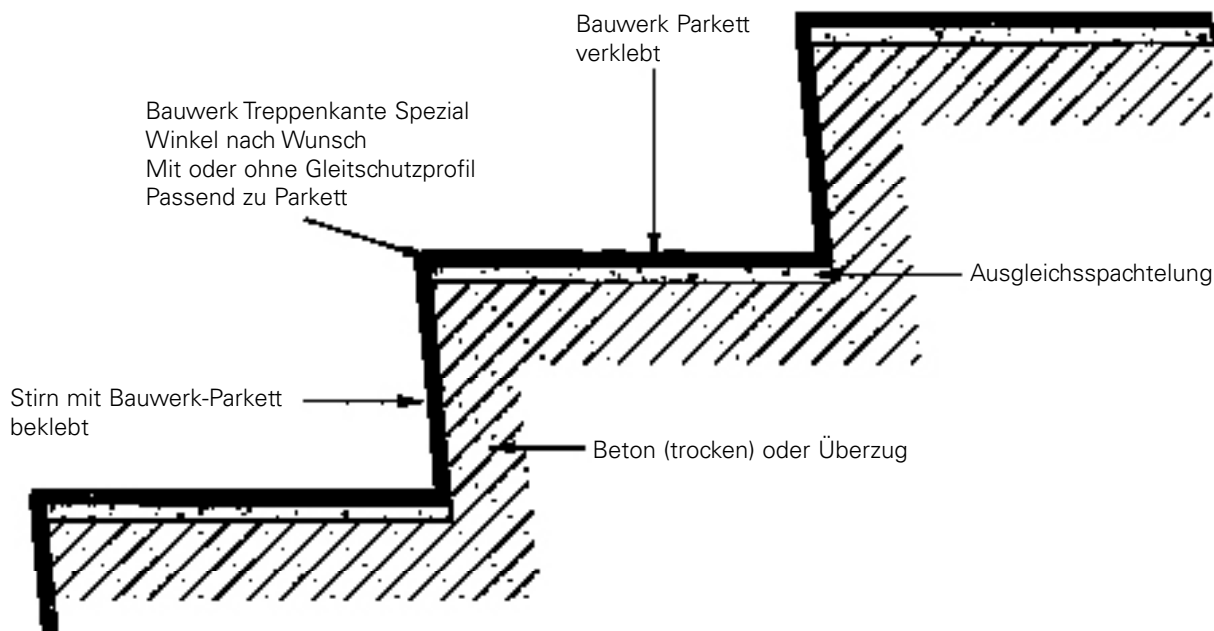 Bauwerk Parkett
verklebt
Bauwerk Treppenkante Spezial
Winkel nach Wunsch
Mit oder ohne Gleitschutzprofil
Passend zu Parkett
Ausgleichsspachtelung
Stirn mit Bauwerk-Parkett
beklebt
Beton (trocken) oder Überzug